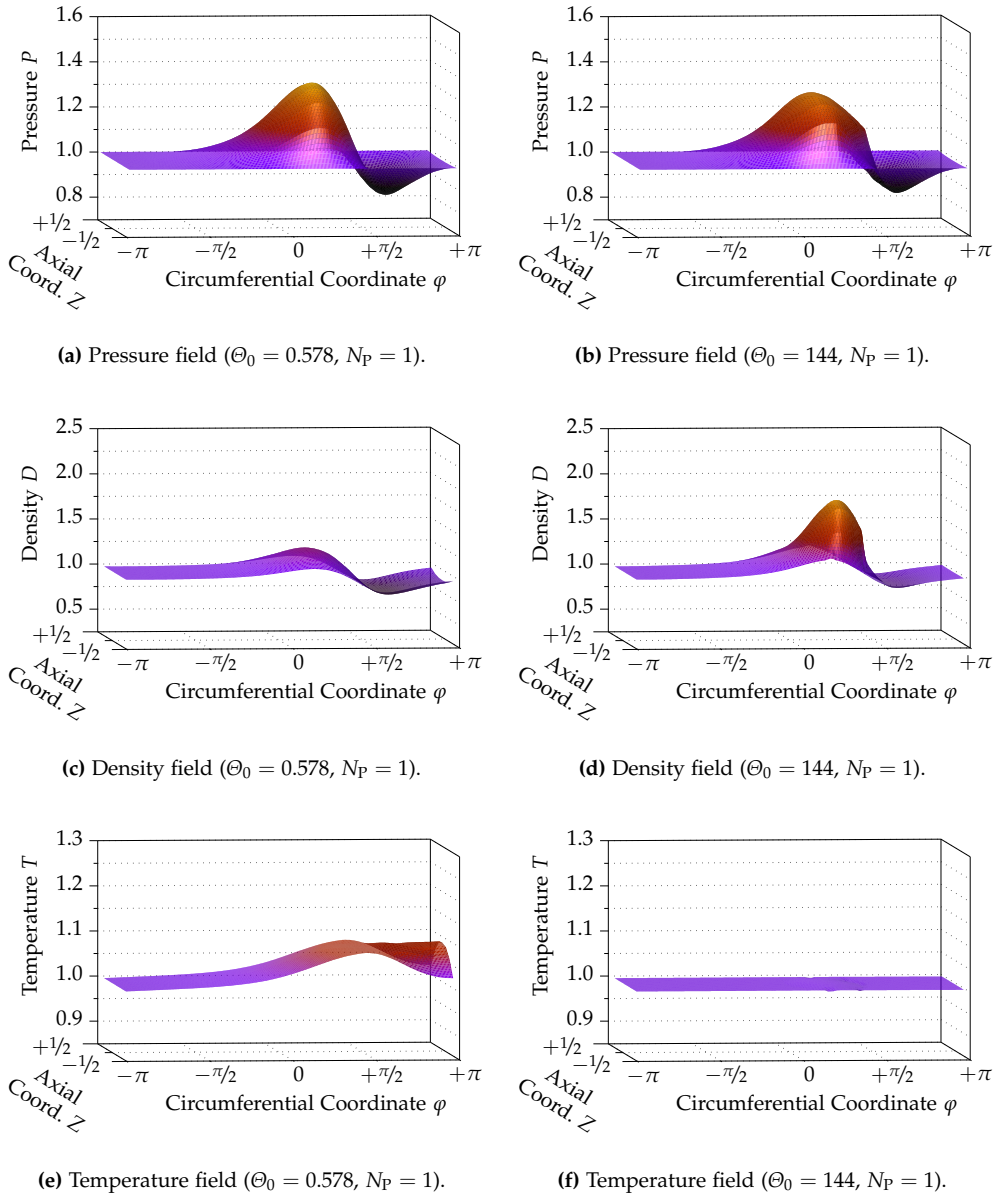 1.6
1.4
1.2
1.0
0.8
Pressure P
+1/2
−1/2
Axial
Coord. Z
−π
−π/2
0
+π/2
+π
Circumferential Coordinate φ
(a) Pressure field (Θ0 = 0.578, NP = 1).
1.6
1.4
1.2
1.0
0.8
Pressure P
+1/2
−1/2
Axial
Coord. Z
−π
−π/2
0
+π/2
+π
Circumferential Coordinate φ
(b) Pressure field (Θ0 = 144, NP = 1).
2.5
2.0
1.5
1.0
0.5
Density D
+1/2
−1/2
Axial
Coord. Z
−π
−π/2
0
+π/2
+π
Circumferential Coordinate φ
(c) Density field (Θ0 = 0.578, NP = 1).
2.5
2.0
1.5
1.0
0.5
Density D
+1/2
−1/2
Axial
Coord. Z
−π
−π/2
0
+π/2
+π
Circumferential Coordinate φ
(d) Density field (Θ0 = 144, NP = 1).
1.3
1.2
1.1
1.0
0.9
Temperature T
+1/2
−1/2
Axial
Coord. Z
−π
−π/2
0
+π/2
+π
Circumferential Coordinate φ
(e) Temperature field (Θ0 = 0.578, NP = 1).
1.3
1.2
1.1
1.0
0.9
Temperature T
+1/2
−1/2
Axial
Coord. Z
−π
−π/2
0
+π/2
+π
Circumferential Coordinate φ
(f) Temperature field (Θ0 = 144, NP = 1).